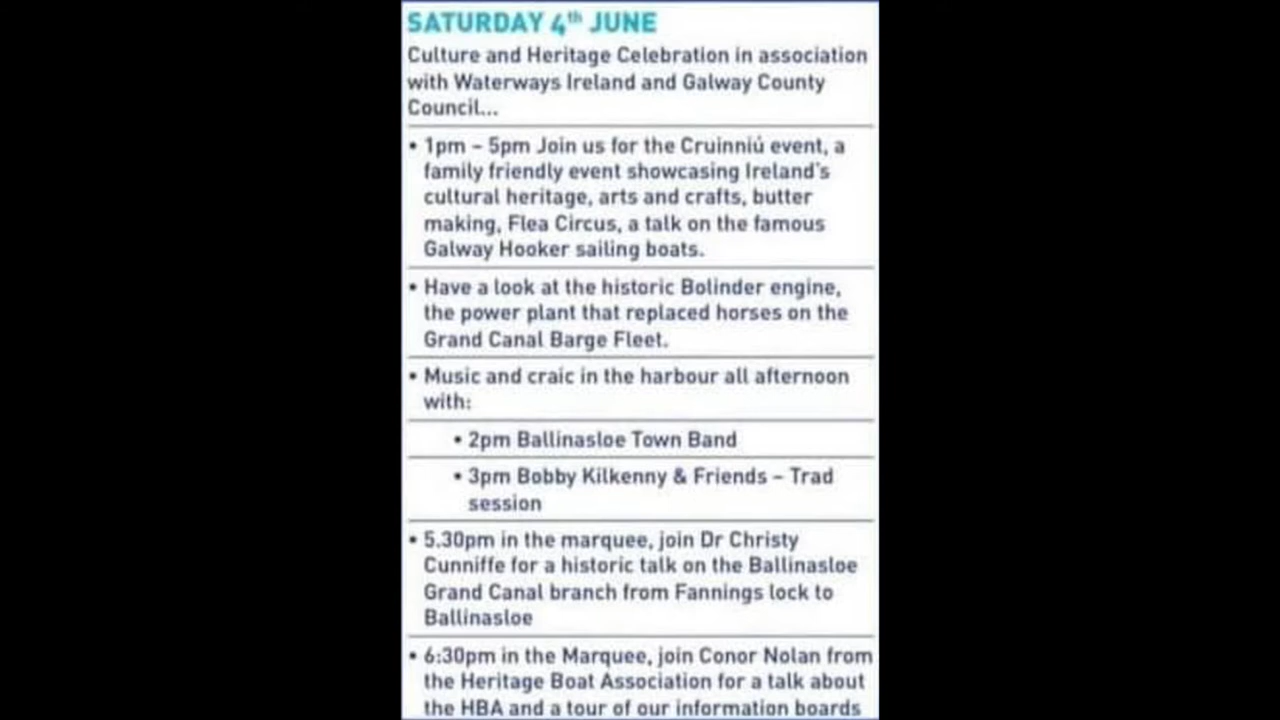 SATURDAY 4th JUNE
Culture and Heritage Celebration in association
with Waterways Ireland and Galway County
Council...
• 1pm – 5pm Join us for the Cruinniú event, a
family friendly event showcasing Ireland's
cultural heritage, arts and crafts, butter
making, Flea Circus, a talk on the famous
Galway Hooker sailing boats.
• Have a look at the historic Bolinder engine,
the power plant that replaced horses on the
Grand Canal Barge Fleet.
• Music and craic in the harbour all afternoon
with:
• 2pm Ballinasloe Town Band
• 3pm Bobby Kilkenny & Friends – Trad
session
• 5.30pm in the marquee, join Dr Christy
Cunniffe for a historic talk on the Ballinasloe
Grand Canal branch from Fannings lock to
Ballinasloe
• 6:30pm in the Marquee, join Conor Nolan from
the Heritage Boat Association for a talk about
the HBA and a tour of our information boards